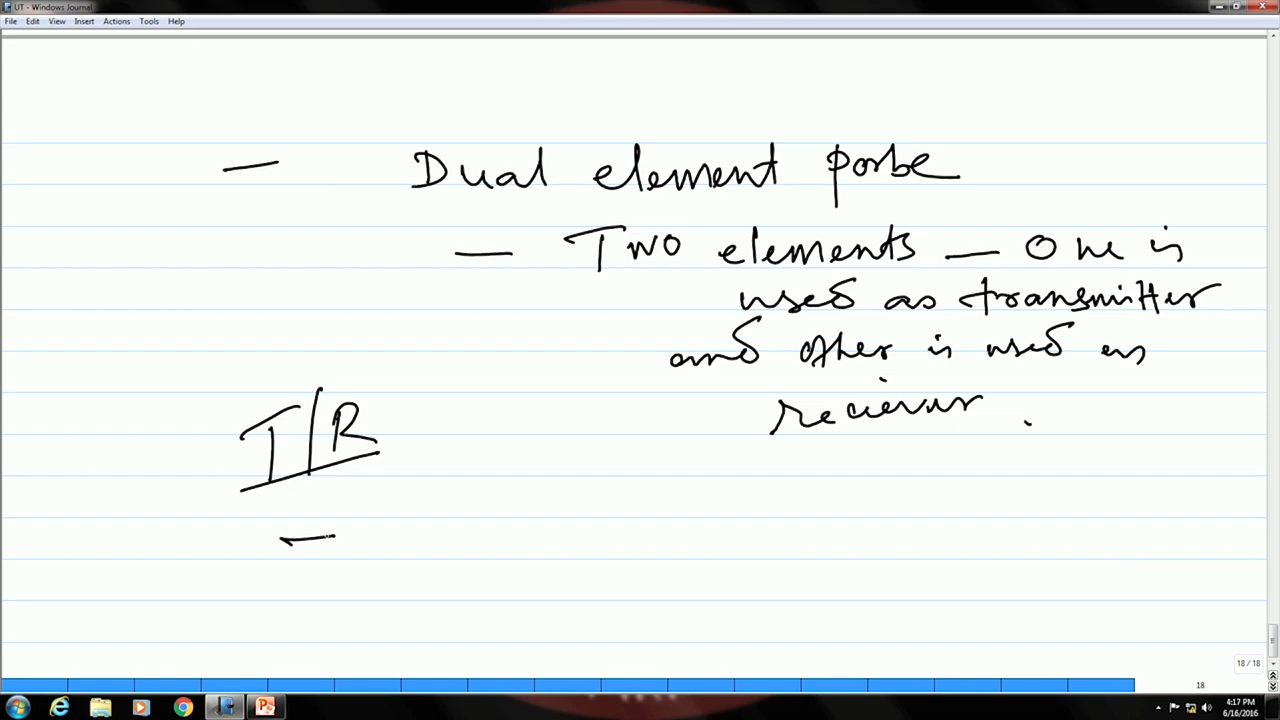 UT - Windows Journal
File Edit View Insert Actions Tools Help
— Dual element porbe
— Two elements — One is
used as transmitter
and other is used as
reciever .
T/R
—
18 / 18
18
4:17 PM
6/16/2016